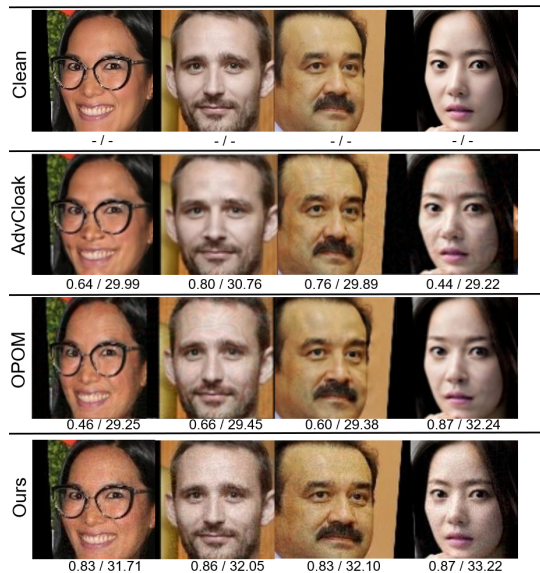 Clean
- / - - / - - / - - / -
AdvCloak
0.64 / 29.99 0.80 / 30.76 0.76 / 29.89 0.44 / 29.22
OPOM
0.46 / 29.25 0.66 / 29.45 0.60 / 29.38 0.87 / 32.24
Ours
0.83 / 31.71 0.86 / 32.05 0.83 / 32.10 0.87 / 33.22